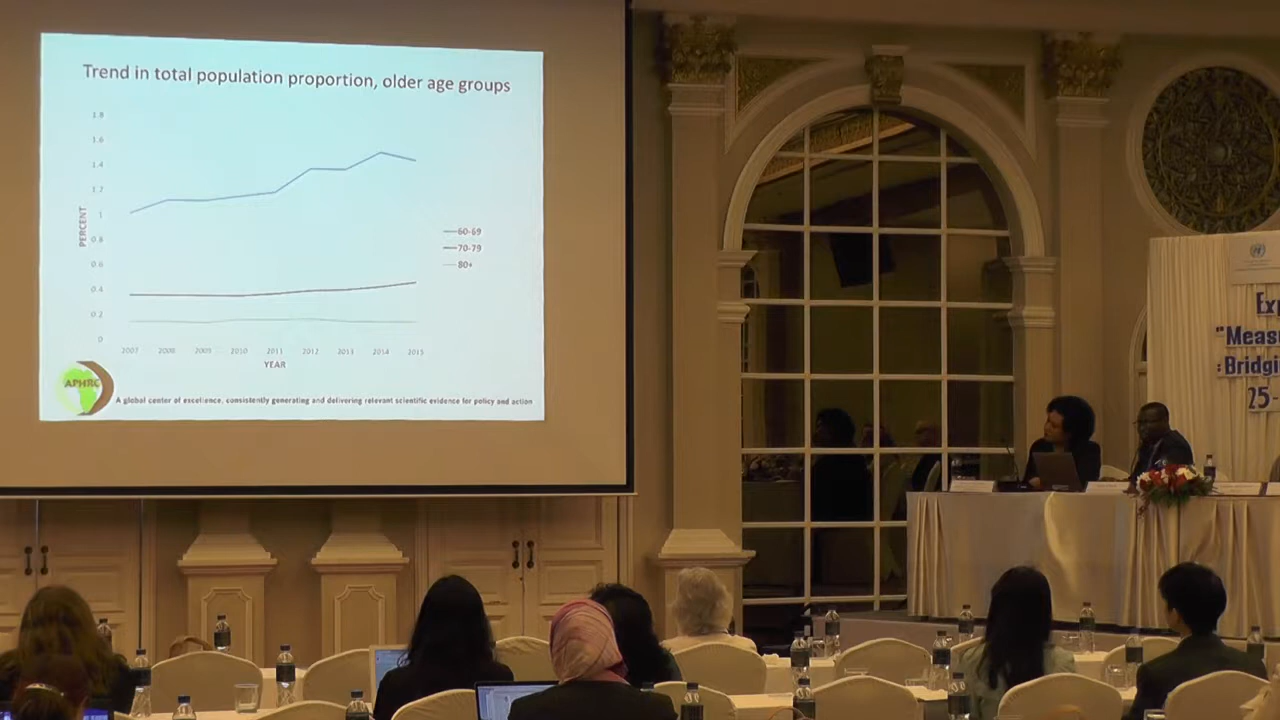 Trend in total population proportion, older age groups
1.8
1.6
1.4
1.2
1
0.8
0.6
0.4
0.2
0
PERCENT
60-69
70-79
80+
2007 2008 2009 2010 2011 2012 2013 2014 2015
YEAR
APHRC
A global center of excellence, consistently generating and delivering relevant scientific evidence for policy and action
Exp
"Measu
: Bridgi
25-